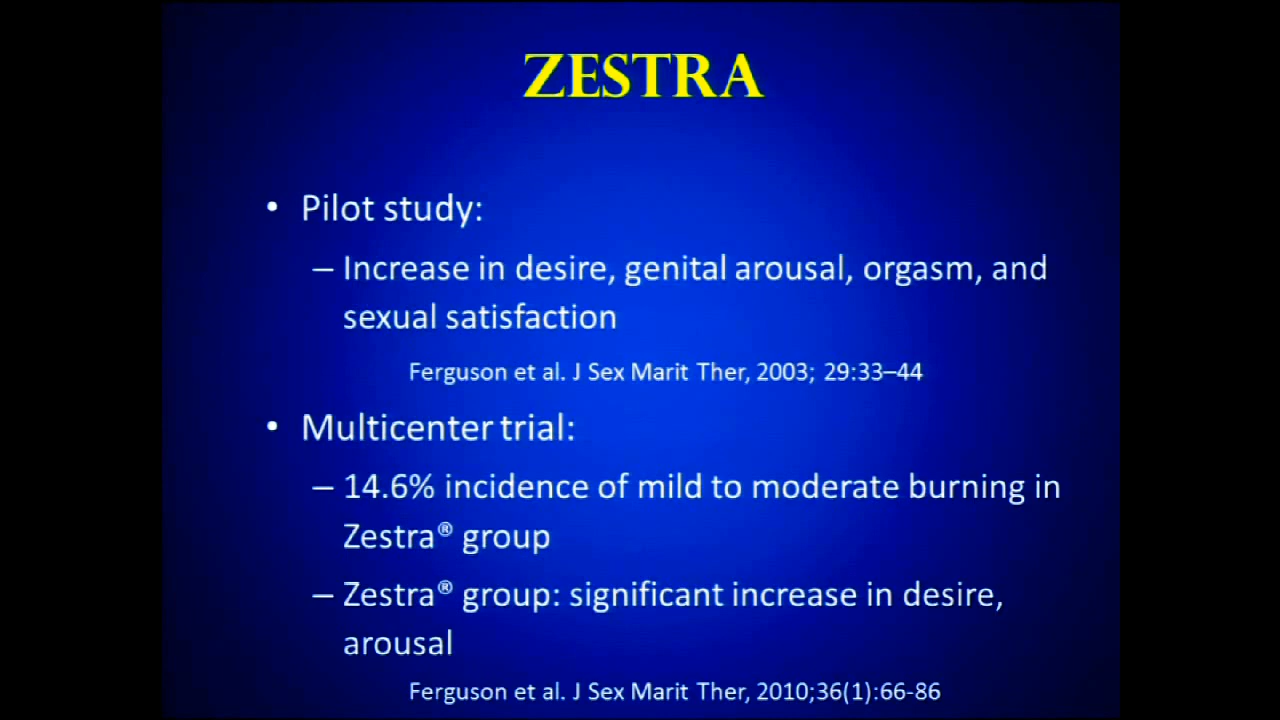 ZESTRA
• Pilot study:
– Increase in desire, genital arousal, orgasm, and
sexual satisfaction
Ferguson et al. J Sex Marit Ther, 2003; 29:33–44
• Multicenter trial:
– 14.6% incidence of mild to moderate burning in
Zestra® group
– Zestra® group: significant increase in desire,
arousal
Ferguson et al. J Sex Marit Ther, 2010;36(1):66-86